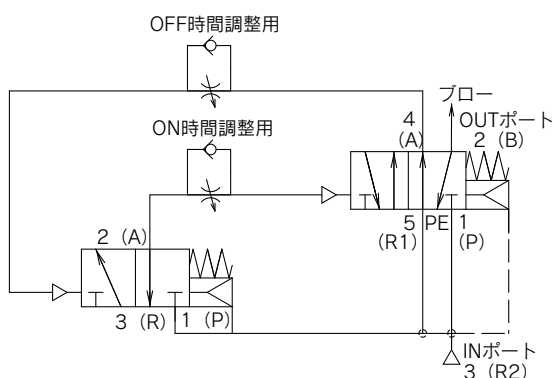 OFF時間調整用
ブロー
4
(A)
OUTポート
2 (B)
ON時間調整用
5 PE 1
(R1) (P)
2 (A)
3 (R) 1 (P)
INポート
3 (R2)